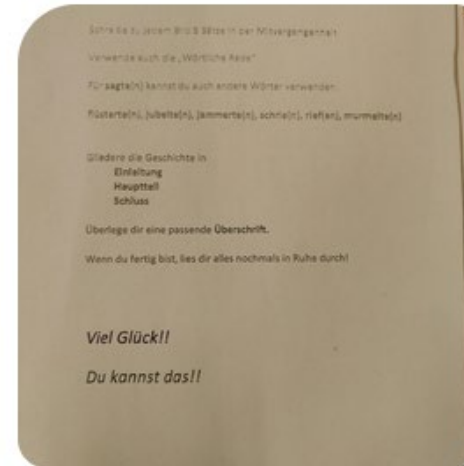 Schreibe zu jedem Bild 3 Sätze in der Mitvergangenheit
Verwende auch die „Wörtliche Rede“
Für sagte(n) kannst du auch andere Wörter verwenden:
flüsterte(n), jubelte(n), jammerte(n), schrie(n), rief(en), murmelte(n)
Gliedere die Geschichte in
Einleitung
Hauptteil
Schluss
Überlege dir eine passende Überschrift.
Wenn du fertig bist, lies dir alles nochmals in Ruhe durch!
Viel Glück!!
Du kannst das!!